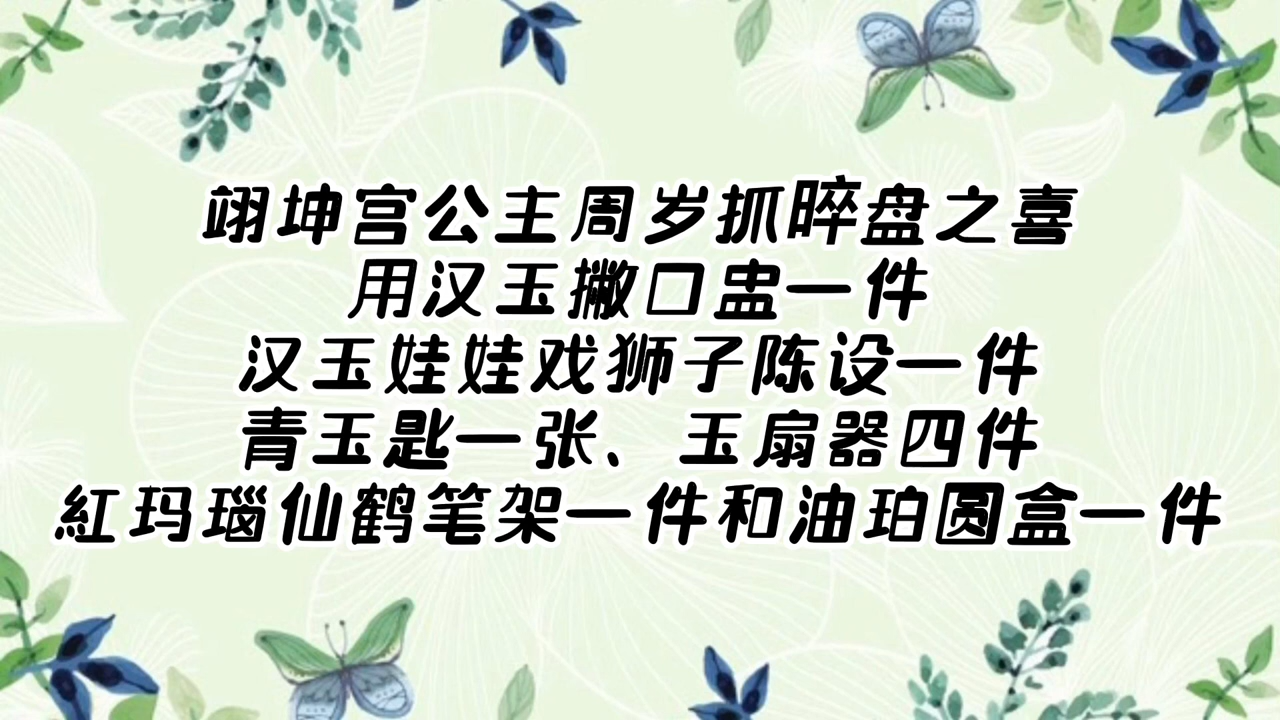 翊坤宫公主周岁抓晬盘之喜
用汉玉撇口盅一件
汉玉娃娃戏狮子陈设一件
青玉匙一张、玉扇器四件
紅玛瑙仙鹤笔架一件和油珀圆盒一件